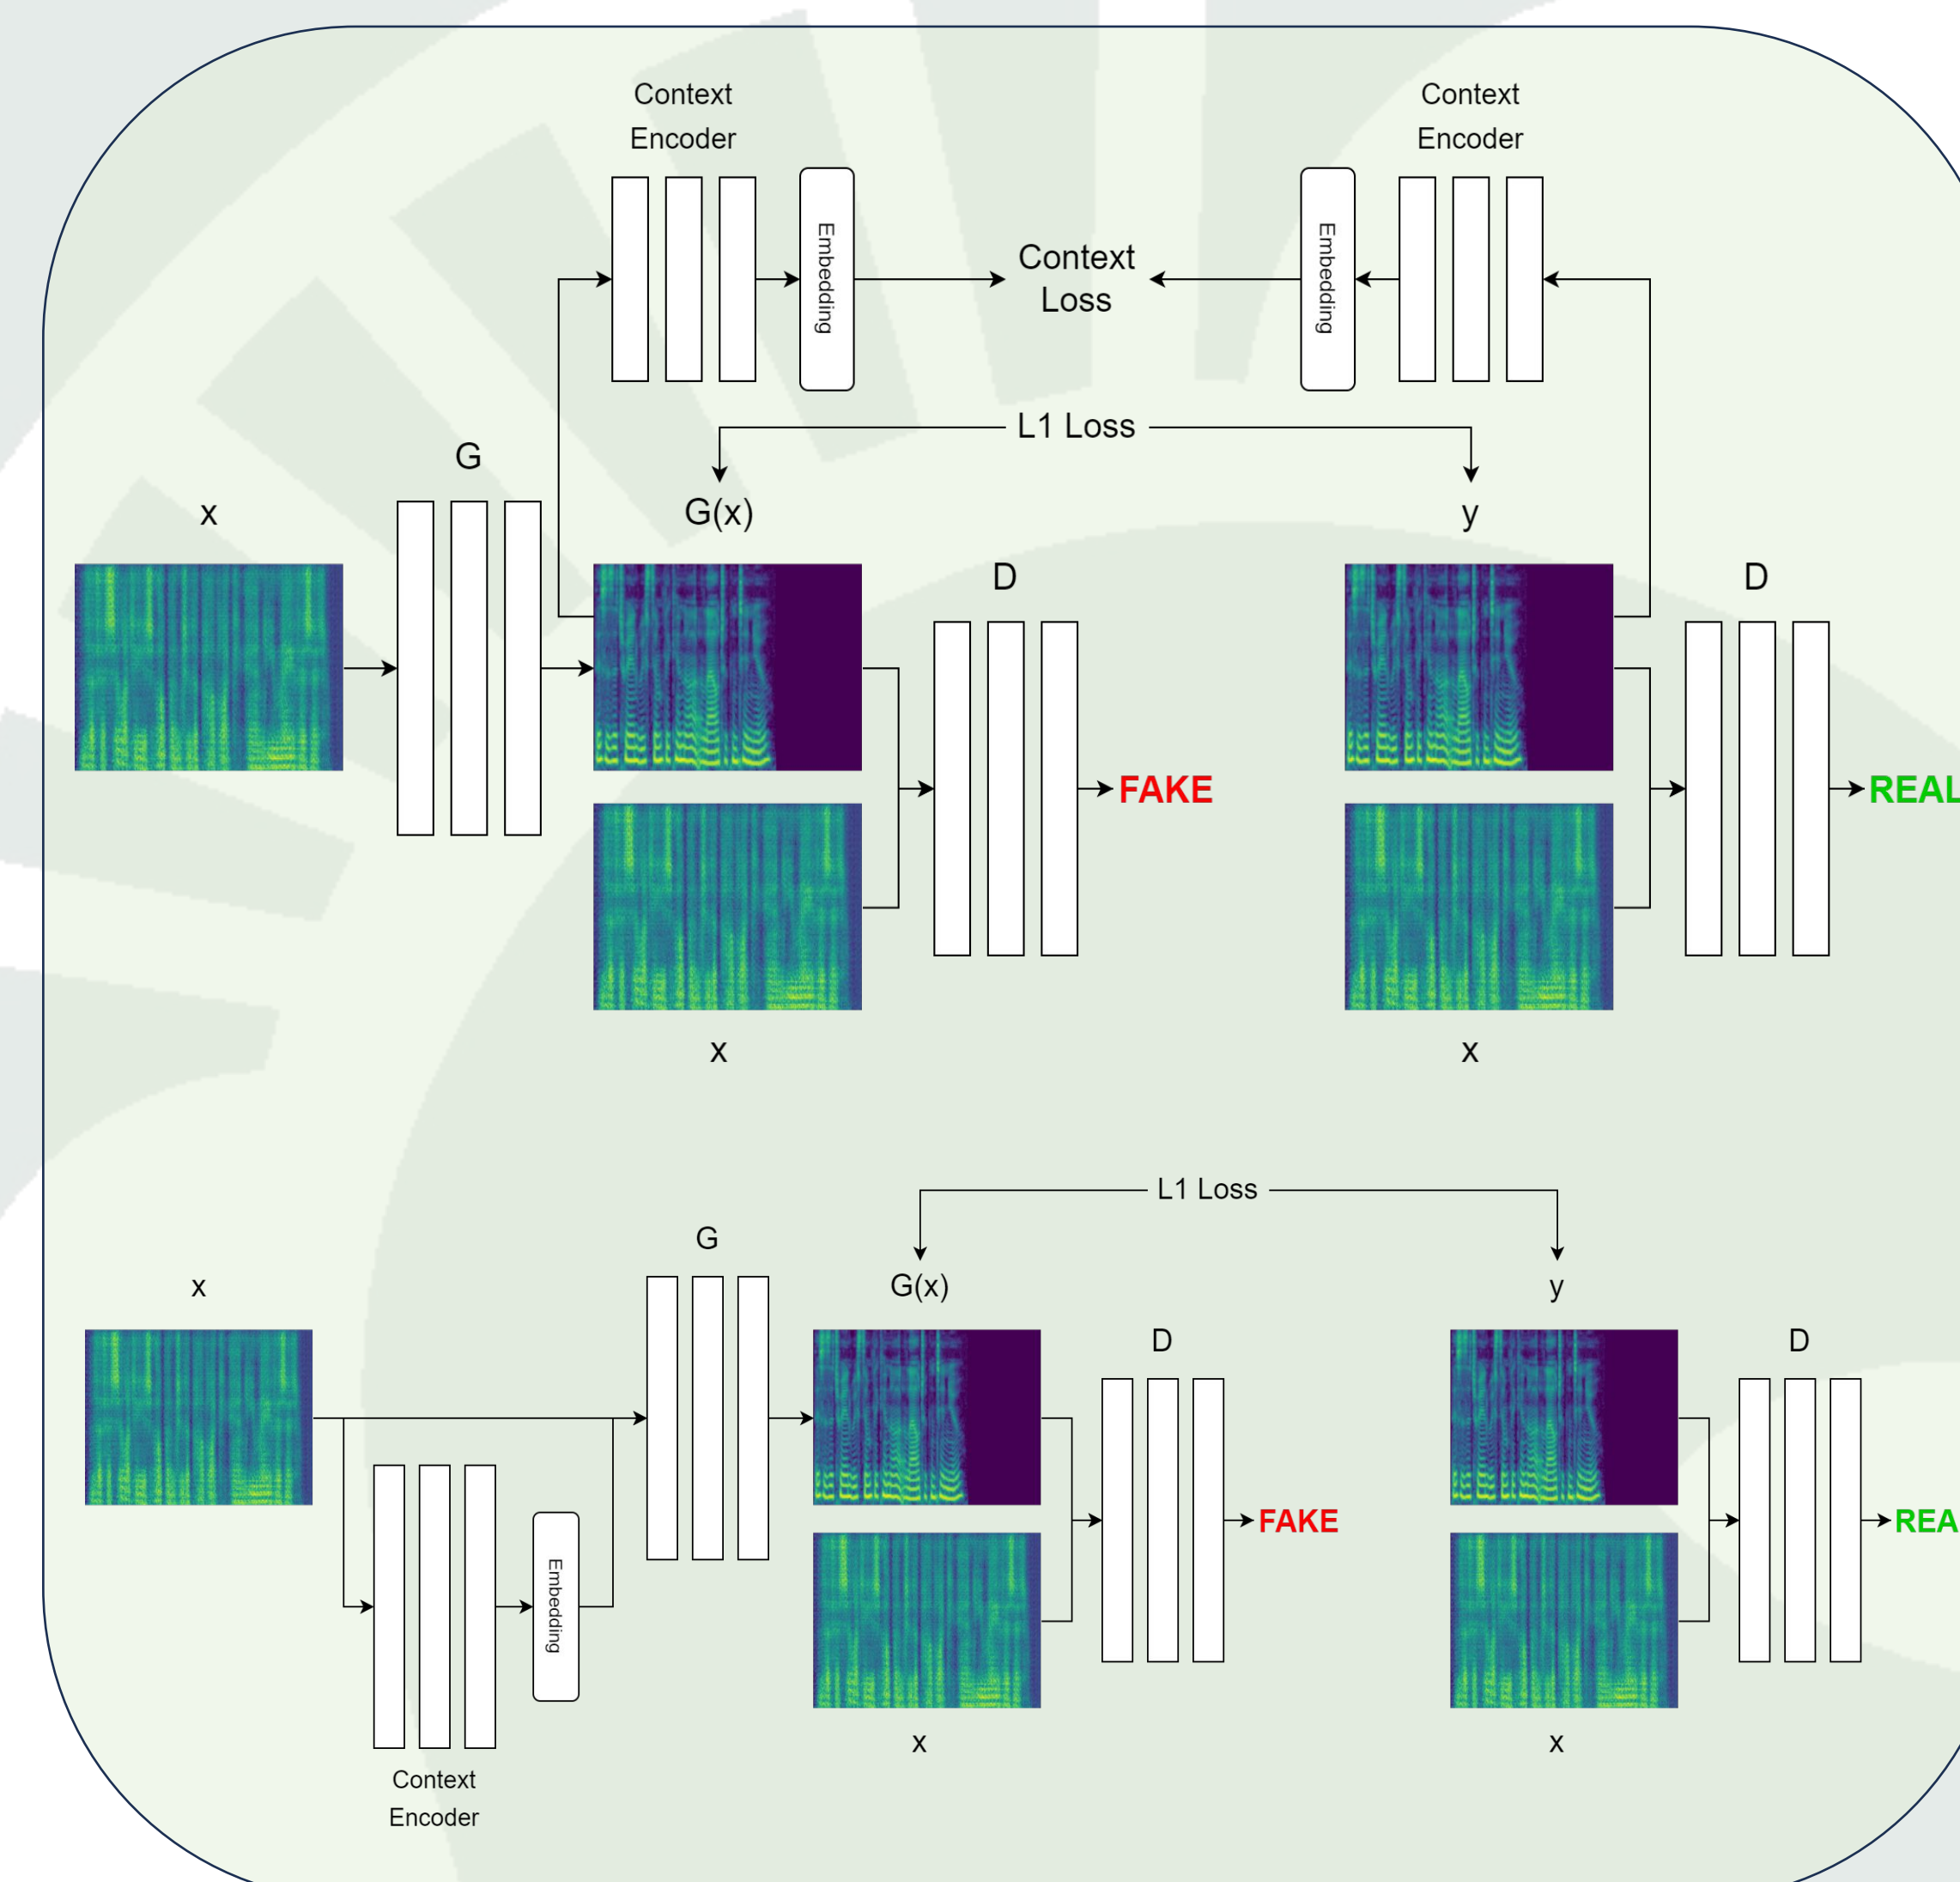 Context
Encoder
Context
Encoder
Embedding
Context
Loss
Embedding
L1 Loss
G
x
G(x)
y
D
D
FAKE
REAL
x
x
L1 Loss
G
x
G(x)
y
D
D
FAKE
REA
Embedding
x
x
Context
Encoder